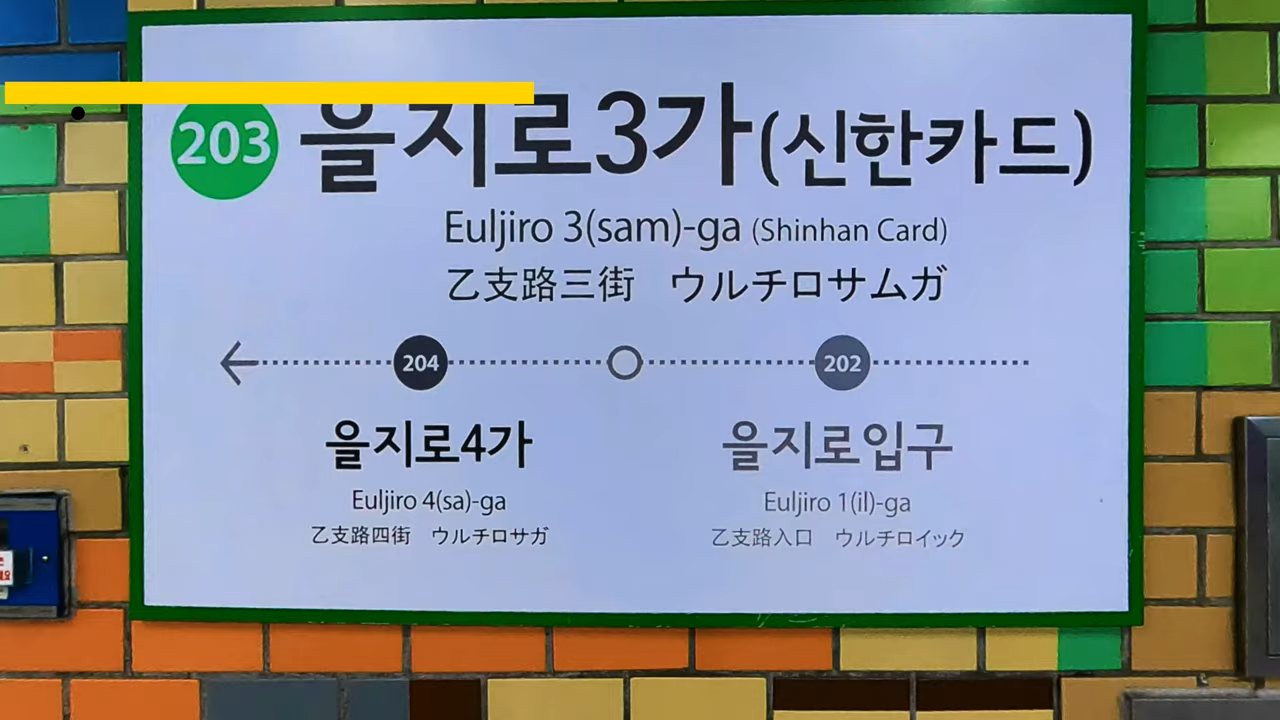 203 을지로3가(신한카드)
Euljiro 3(sam)-ga (Shinhan Card)
乙支路三街 ウルチロサムガ
204 202
을지로4가 을지로입구
Euljiro 4(sa)-ga Euljiro 1(il)-ga
乙支路四街 ウルチロサガ 乙支路入口 ウルチロイック